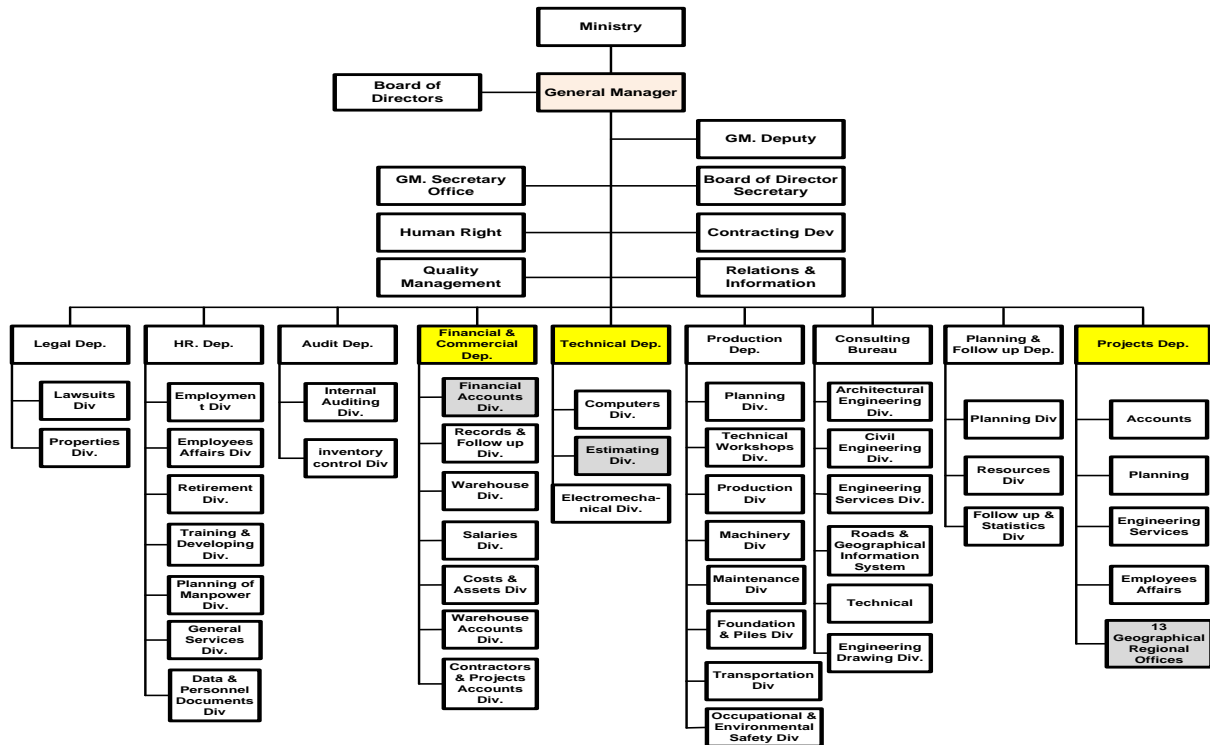 Ministry
Board of
Directors
General Manager
GM. Deputy
GM. Secretary
Office
Board of Director
Secretary
Human Right
Contracting Dev
Quality
Management
Relations &
Information
Legal Dep.
HR. Dep.
Audit Dep.
Financial &
Commercial
Dep.
Technical Dep.
Production
Dep.
Consulting
Bureau
Planning &
Follow up Dep.
Projects Dep.
Lawsuits
Div
Properties
Div.
Employmen
t Div
Employees
Affairs Div
Retirement
Div.
Training &
Developing
Div.
Planning of
Manpower
Div.
General
Services
Div.
Data &
Personnel
Documents
Div
Internal
Auditing
Div.
inventory
control Div
Financial
Accounts
Div.
Records &
Follow up
Div.
Warehouse
Div.
Salaries
Div.
Costs &
Assets Div
Warehouse
Accounts
Div.
Contractors
& Projects
Accounts
Div.
Computers
Div.
Estimating
Div.
Electromecha-
nical Div.
Planning
Div.
Technical
Workshops
Div.
Production
Div
Machinery
Div
Maintenance
Div
Foundation
& Piles Div
Transportation
Div
Occupational &
Environmental
Safety Div
Architectural
Engineering
Div.
Civil
Engineering
Div.
Engineering
Services Div.
Roads &
Geographical
Information
System
Technical
Engineering
Drawing Div.
Planning Div
Resources
Div
Follow up &
Statistics
Div
Accounts
Planning
Engineering
Services
Employees
Affairs
13
Geographical
Regional
Offices